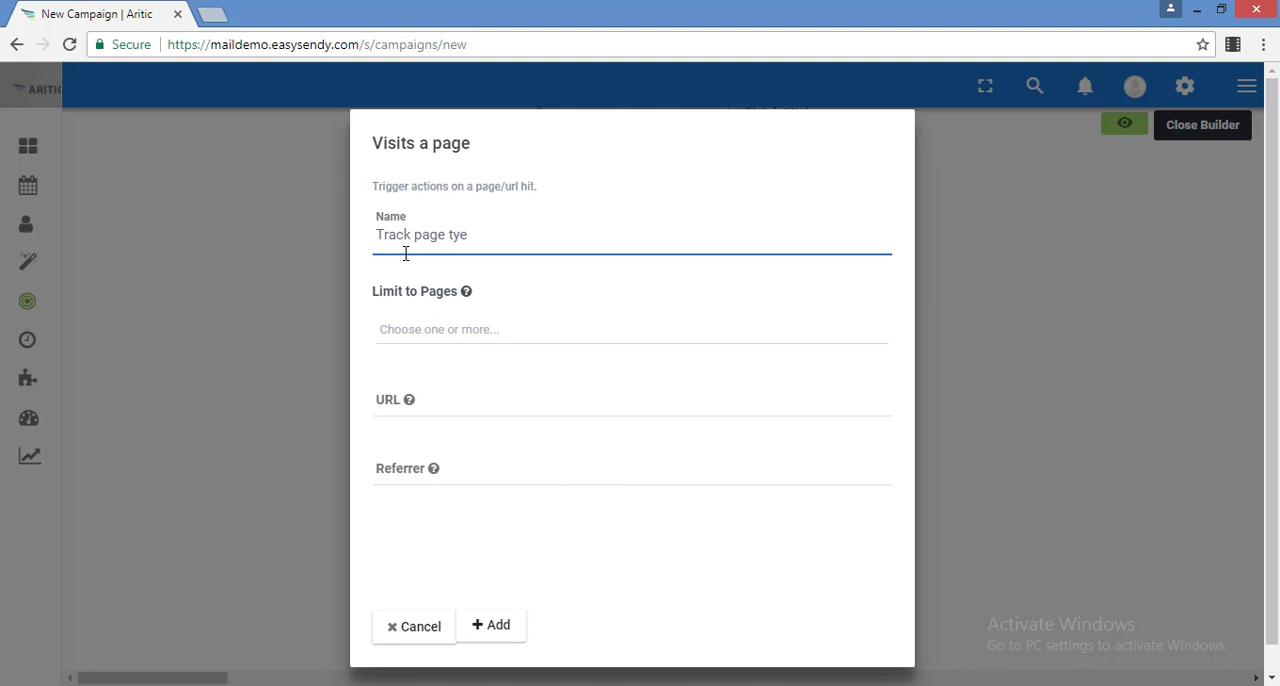 New Campaign | Aritic
Secure https://maildemo.easysendy.com/s/campaigns/new
ARITIC
Close Builder
Visits a page
Trigger actions on a page/url hit.
Name
Track page tye
Limit to Pages
Choose one or more...
URL
Referrer
Cancel
Add
Activate Windows
Go to PC settings to activate Windows.